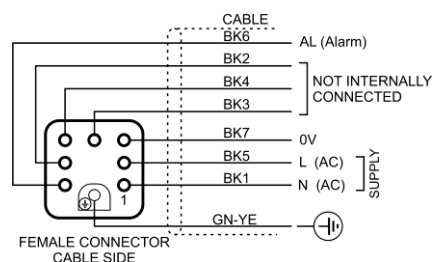 CABLE
BK6
AL (Alarm)
BK2
BK4
NOT INTERNALLY
CONNECTED
BK3
BK7
0V
BK5
L (AC)
BK1
N (AC)
SUPPLY
1
GN-YE
FEMALE CONNECTOR
CABLE SIDE